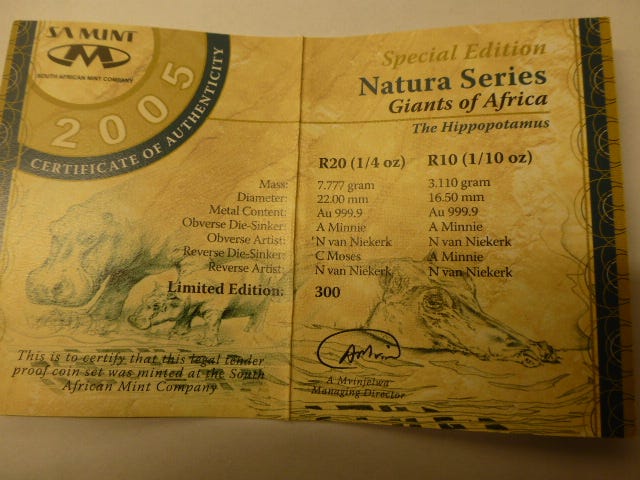 SA MINT
SOUTH AFRICAN MINT COMPANY
2005
CERTIFICATE OF AUTHENTICITY
Special Edition
Natura Series
Giants of Africa
The Hippopotamus
R20 (1/4 oz) R10 (1/10 oz)
Mass: 7.777 gram 3.110 gram
Diameter: 22.00 mm 16.50 mm
Metal Content: Au 999.9 Au 999.9
Obverse Die-Sinker: A Minnie A Minnie
Obverse Artist: N van Niekerk N van Niekerk
Reverse Die-Sinker: C Moses A Minnie
Reverse Artist: N van Niekerk N van Niekerk
Limited Edition: 300
This is to certify that this legal tender
proof coin set was minted at the South
African Mint Company
A Mvinjelwa
Managing Director